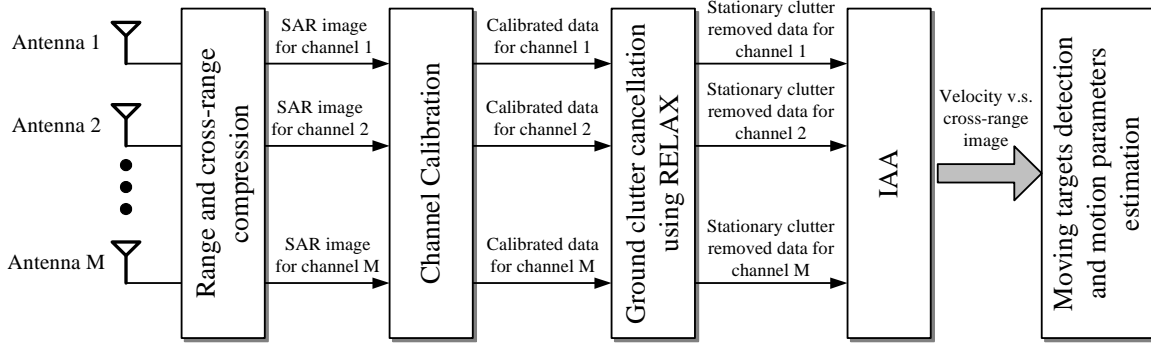 Antenna 1
Antenna 2
Antenna M
Range and cross-range
compression
SAR image
for channel 1
SAR image
for channel 2
SAR image
for channel M
Channel Calibration
Calibrated data
for channel 1
Calibrated data
for channel 2
Calibrated data
for channel M
Ground clutter cancellation
using RELAX
Stationary clutter
removed data for
channel 1
Stationary clutter
removed data for
channel 2
Stationary clutter
removed data for
channel M
IAA
Velocity v.s.
cross-range
image
Moving targets detection
and motion parameters
estimation